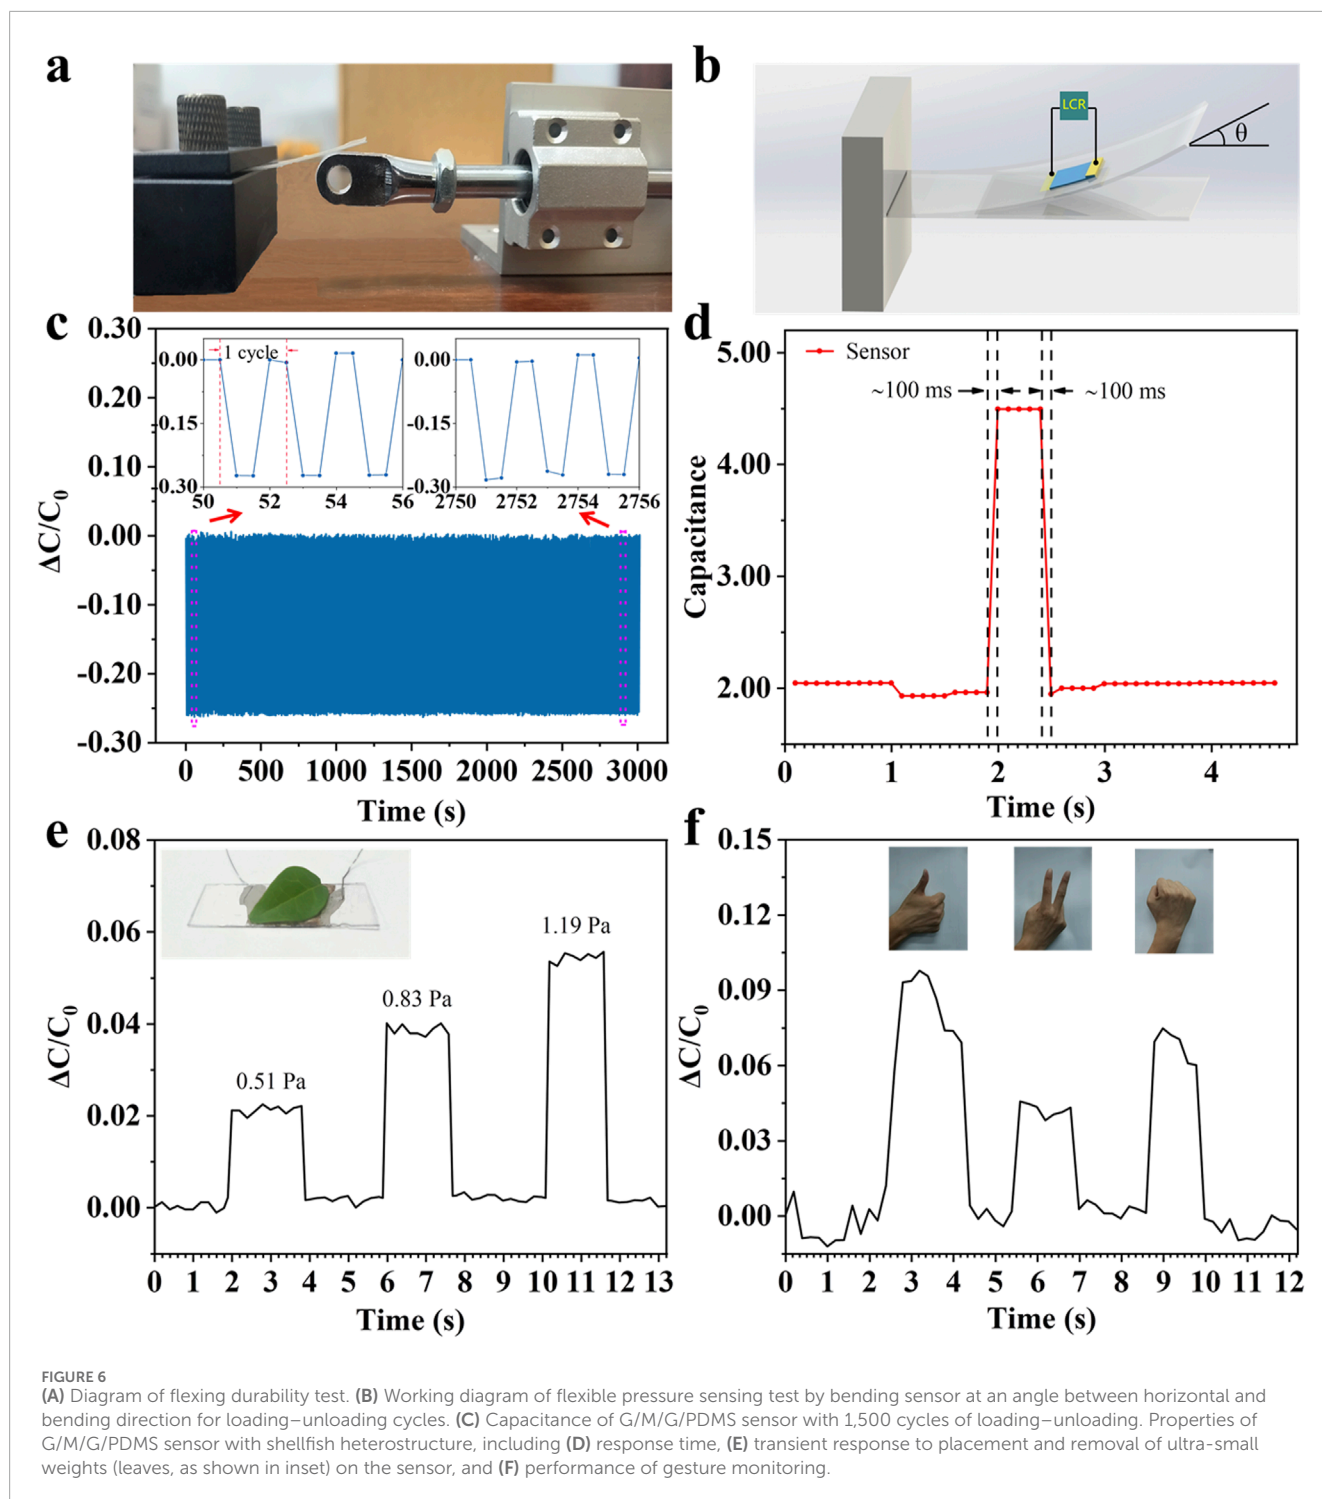 a
b
LCR
θ
c
0.30
0.20
0.10
0.00
-0.10
-0.20
-0.30
ΔC/C0
0 500 1000 1500 2000 2500 3000
Time (s)
0.00
-0.15
-0.30
1 cycle
50 52 54 56
0.00
-0.15
-0.30
2750 2752 2754 2756
d
5.00
4.00
3.00
2.00
Capacitance
Sensor
~100 ms
~100 ms
0 1 2 3 4
Time (s)
e
0.08
0.06
0.04
0.02
0.00
ΔC/C0
0.51 Pa
0.83 Pa
1.19 Pa
0 1 2 3 4 5 6 7 8 9 10 11 12 13
Time (s)
f
0.15
0.12
0.09
0.06
0.03
0.00
ΔC/C0
0 1 2 3 4 5 6 7 8 9 10 11 12
Time (s)
FIGURE 6
(A) Diagram of flexing durability test. (B) Working diagram of flexible pressure sensing test by bending sensor at an angle between horizontal and
bending direction for loading–unloading cycles. (C) Capacitance of G/M/G/PDMS sensor with 1,500 cycles of loading–unloading. Properties of
G/M/G/PDMS sensor with shellfish heterostructure, including (D) response time, (E) transient response to placement and removal of ultra-small
weights (leaves, as shown in inset) on the sensor, and (F) performance of gesture monitoring.